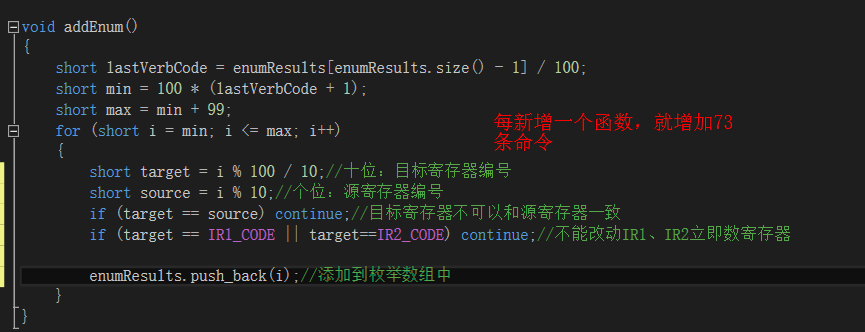 void addEnum()
{
short lastVerbCode = enumResults[enumResults.size() - 1] / 100;
short min = 100 * (lastVerbCode + 1);
short max = min + 99;
for (short i = min; i <= max; i++)
每新增一个函数，就增加73
条命令
{
short target = i % 100 / 10;//十位：目标寄存器编号
short source = i % 10;//个位：源寄存器编号
if (target == source) continue;//目标寄存器不可以和源寄存器一致
if (target == IR1_CODE || target==IR2_CODE) continue;//不能改动IR1、IR2立即数寄存器
enumResults.push_back(i);//添加到枚举数组中
}
}